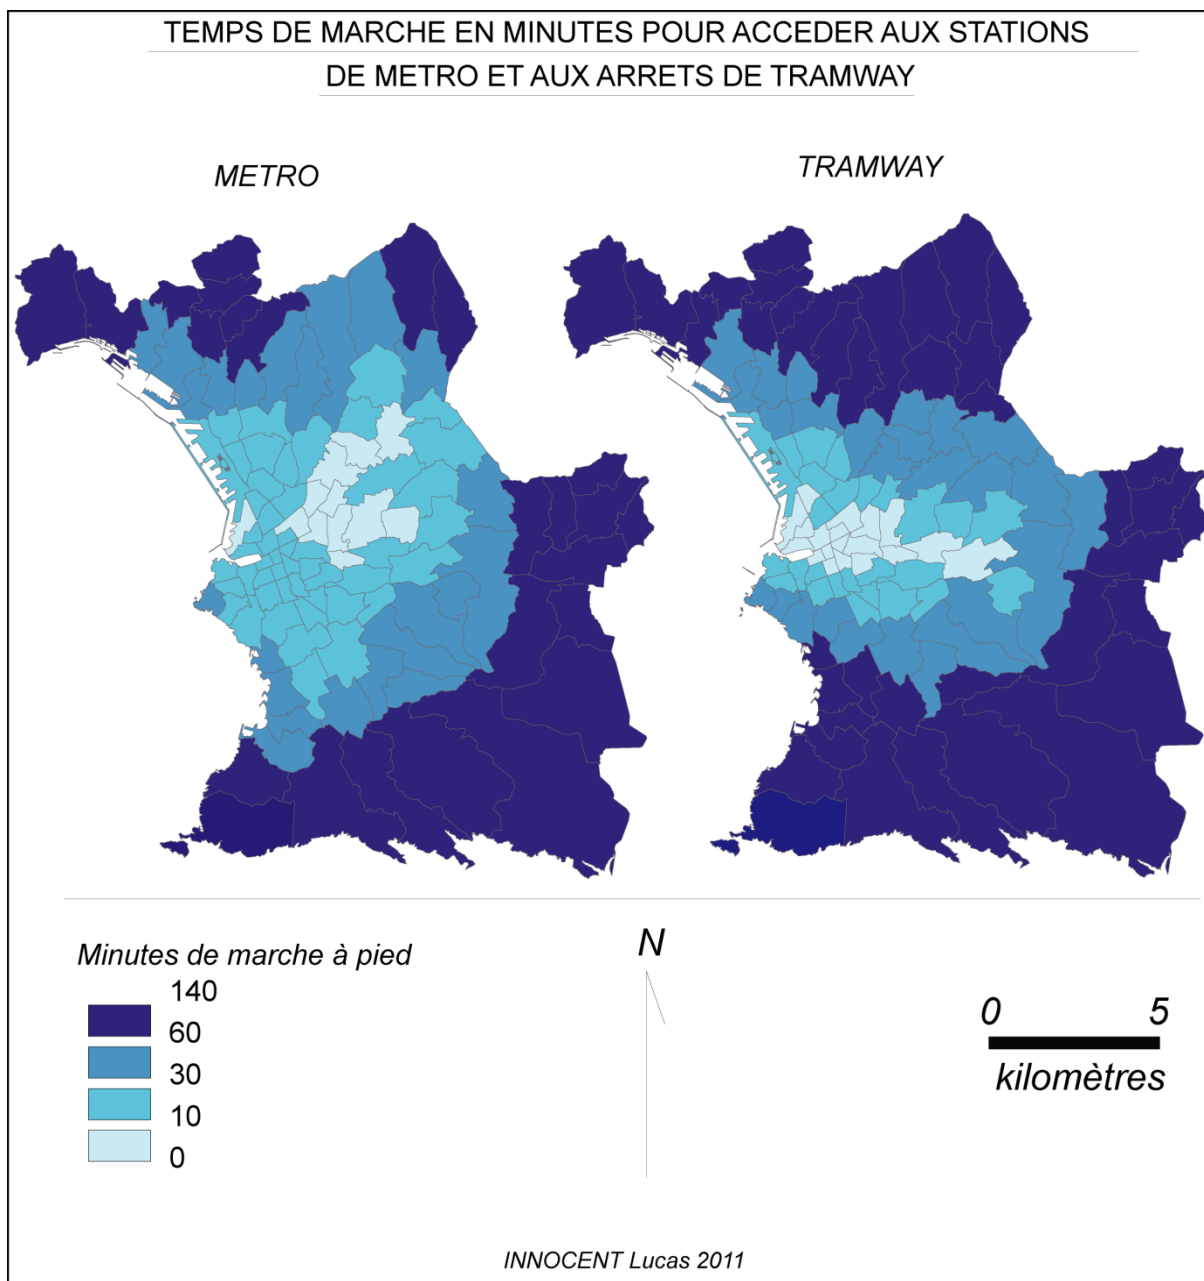 TEMPS DE MARCHE EN MINUTES POUR ACCEDER AUX STATIONS
DE METRO ET AUX ARRETS DE TRAMWAY
METRO
TRAMWAY
Minutes de marche à pied
140
60
30
10
0
N
0 5
kilomètres
INNOCENT Lucas 2011